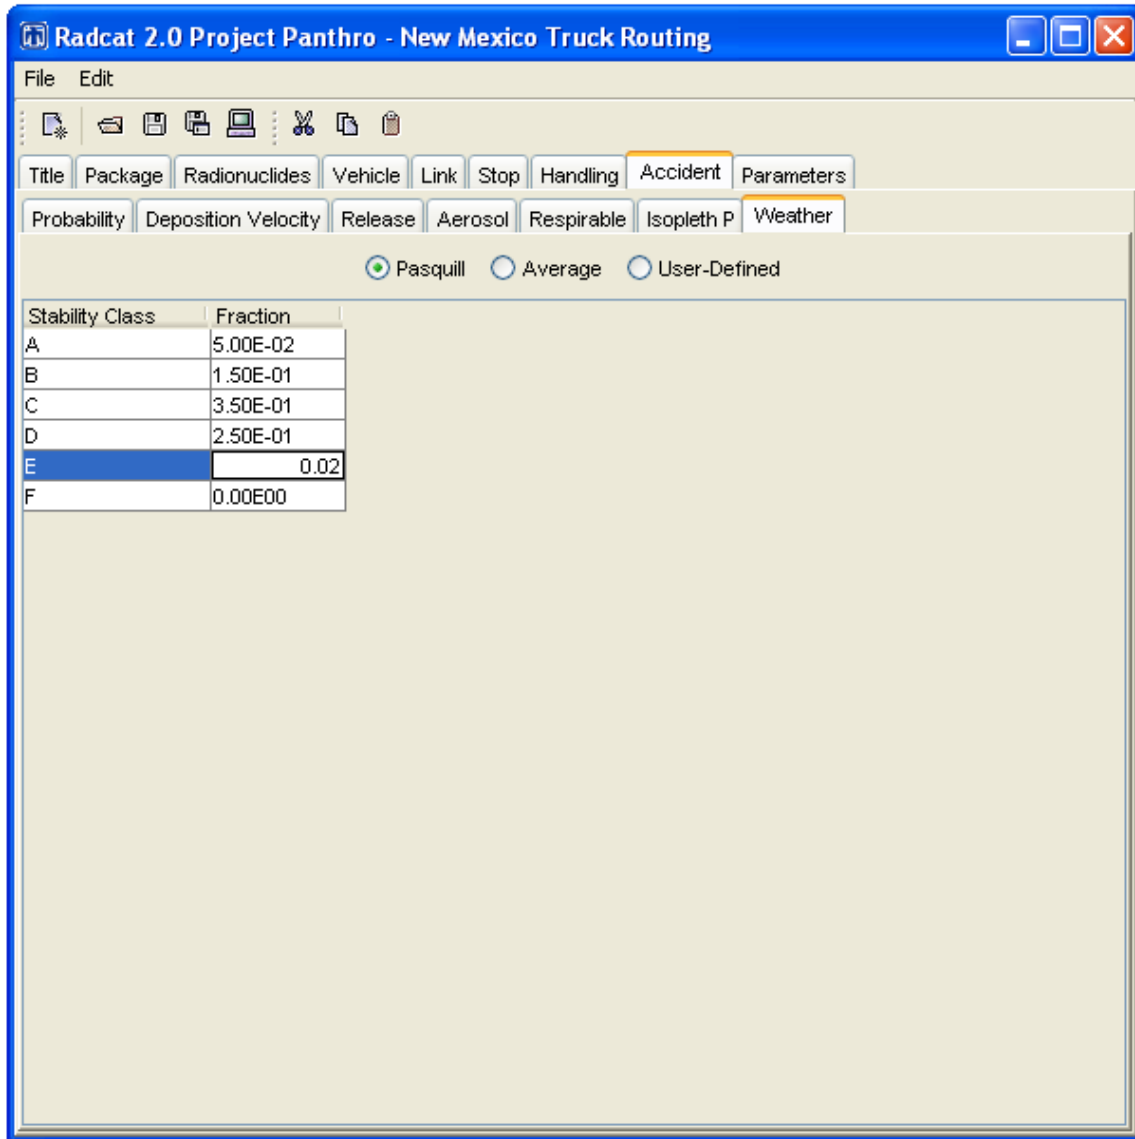 Radcat 2.0 Project Panthro - New Mexico Truck Routing
File Edit
Title Package Radionuclides Vehicle Link Stop Handling Accident Parameters
Probability Deposition Velocity Release Aerosol Respirable Isopleth P Weather
Pasquill Average User-Defined
Stability Class Fraction
A 5.00E-02
B 1.50E-01
C 3.50E-01
D 2.50E-01
E 0.02
F 0.00E00